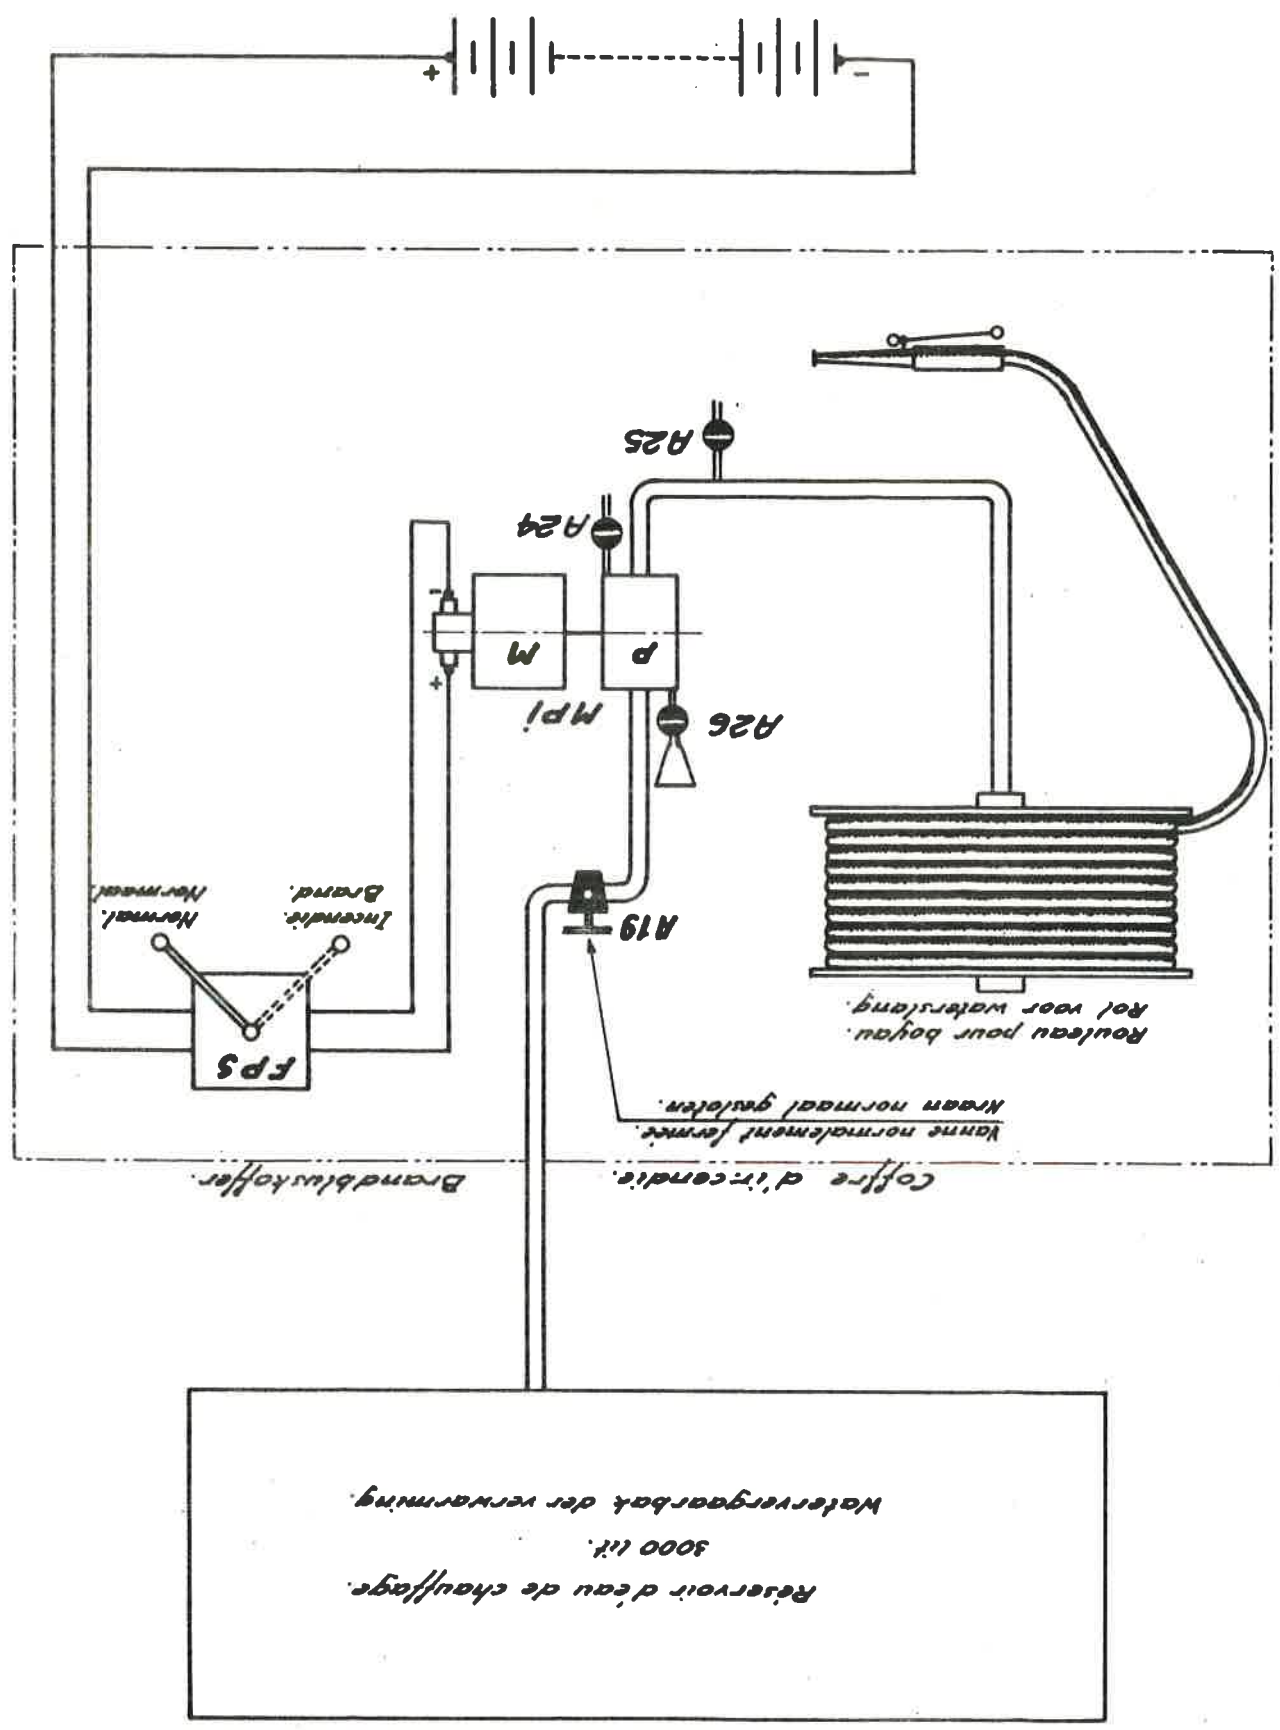 Réservoir d'eau de chauffage.
3000 lit.
Watervergaarbak der verwarming.
Coffre d'incendie. Brandbluskoffer.
Vanne normalement fermée.
Kraan normaal gesloten.
Rouleau pour boyau.
Rol voor waterslang.
FPS
Incendie.
Brand.
Normal.
Normaal.
A19
A26
MPi
P
M
+
-
A24
A25
-
+